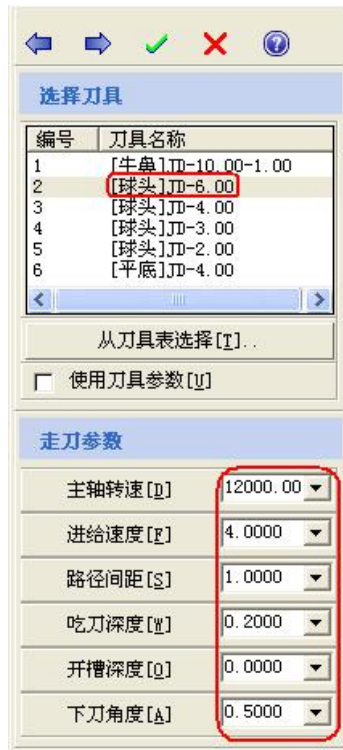 选择刀具
编号 刀具名称
1 [牛鼻]JD-10.00-1.00
2 [球头]JD-6.00
3 [球头]JD-4.00
4 [球头]JD-3.00
5 [球头]JD-2.00
6 [平底]JD-4.00
从刀具表选择[T]..
使用刀具参数[U]
走刀参数
主轴转速[D] 12000.00
进给速度[F] 4.0000
路径间距[S] 1.0000
吃刀深度[W] 0.2000
开槽深度[O] 0.0000
下刀角度[A] 0.5000